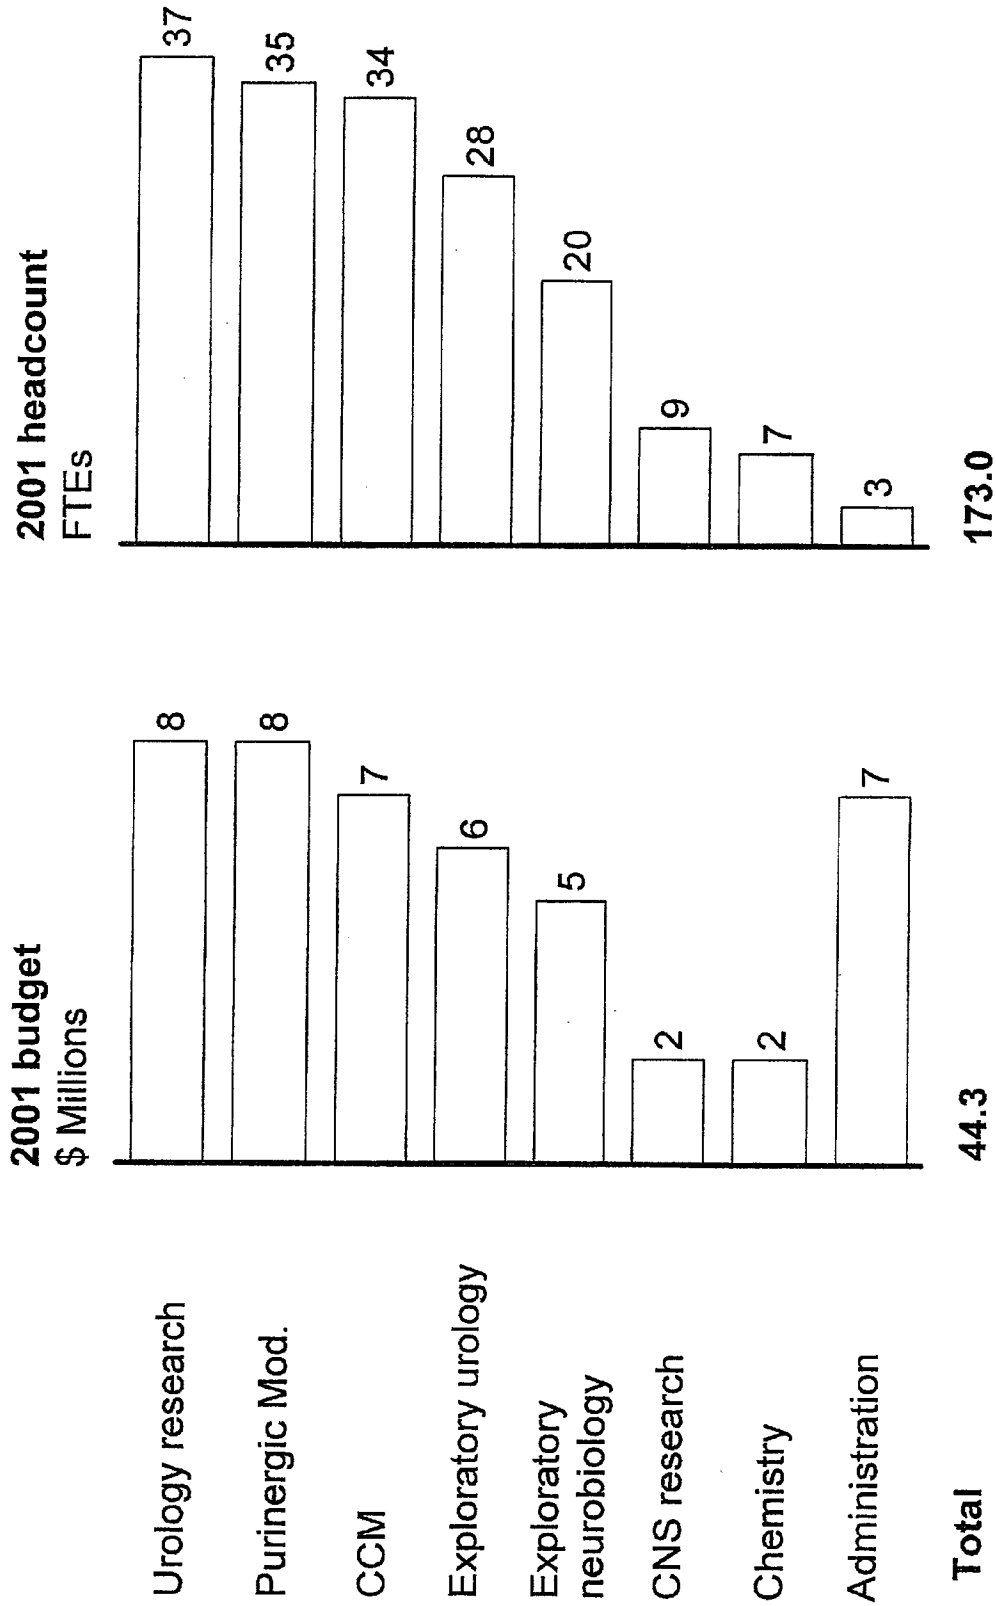 2001 budget
$ Millions
2001 headcount
FTEs
Urology research 8 37
Purinergic Mod. 8 35
CCM 7 34
Exploratory urology 6 28
Exploratory
neurobiology 5 20
CNS research 2 9
Chemistry 2 7
Administration 7 3
Total 44.3 173.0